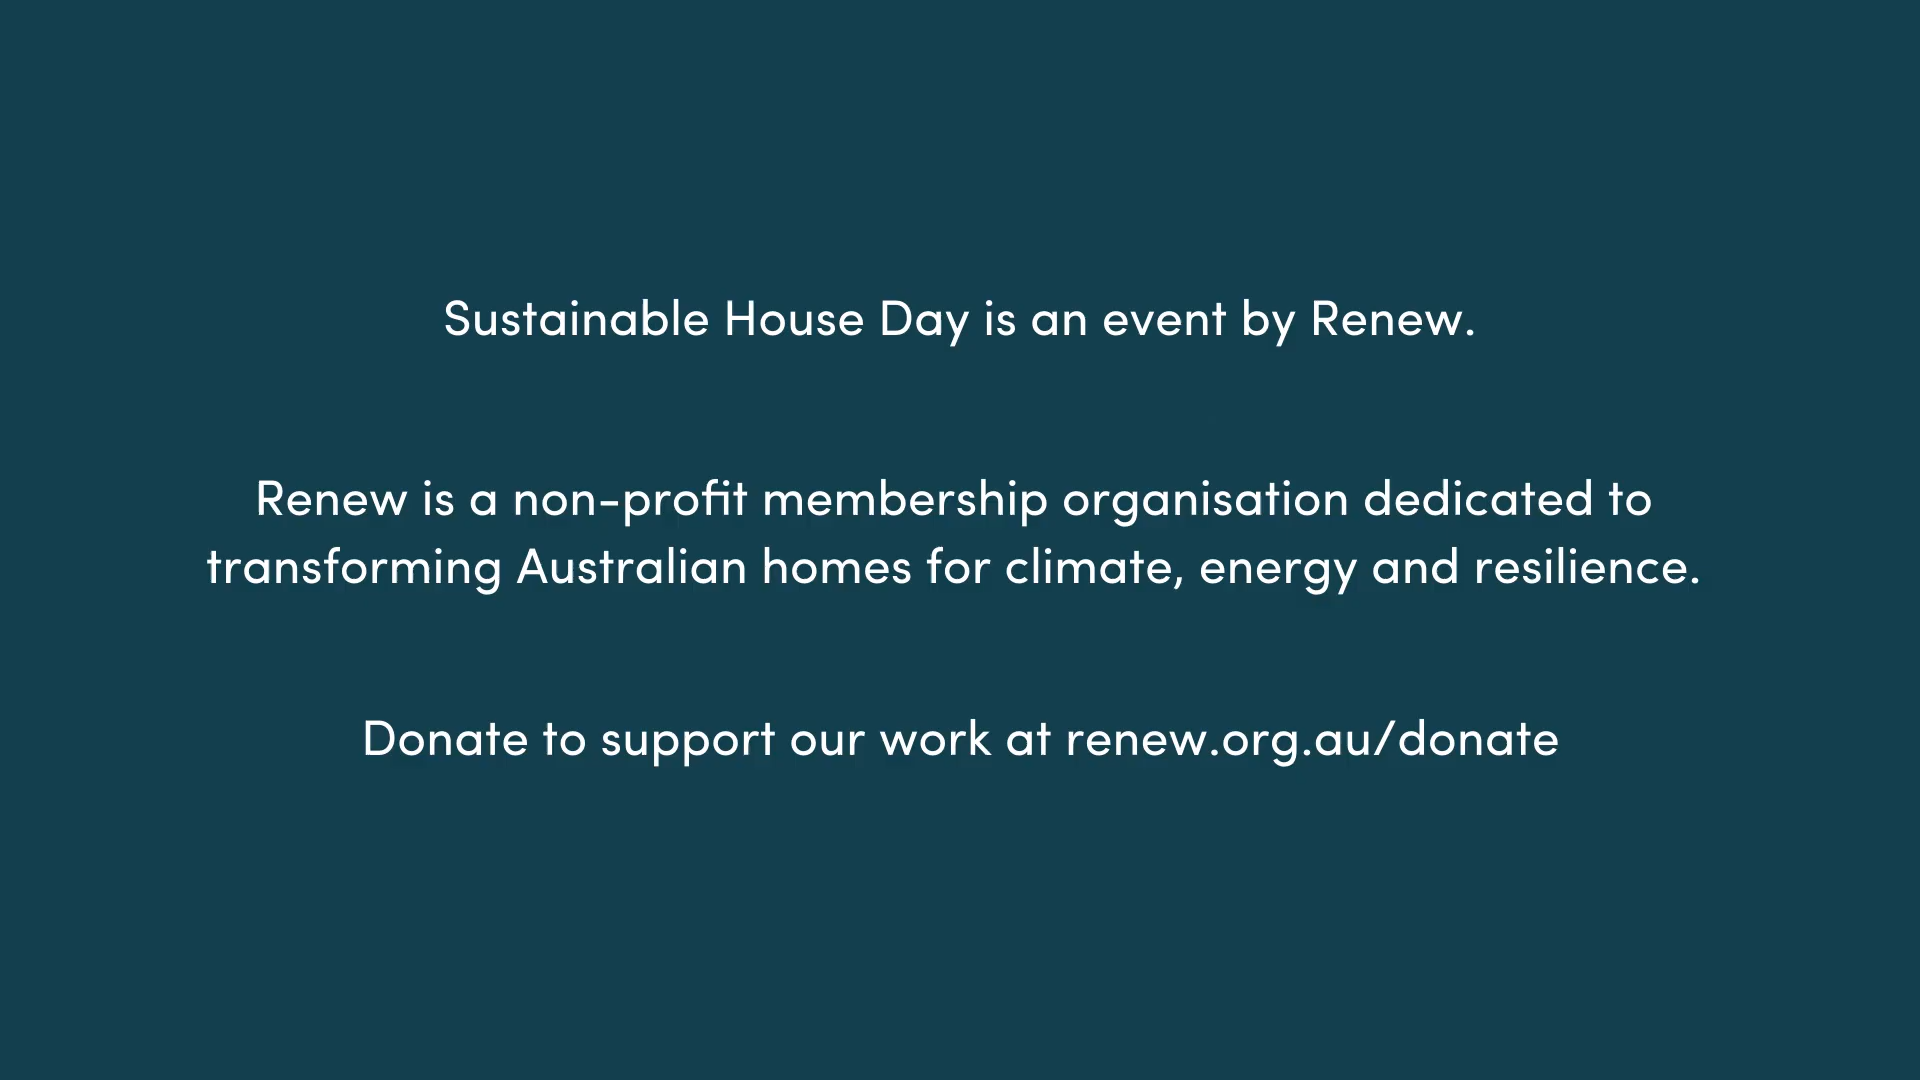 Sustainable House Day is an event by Renew.
Renew is a non-profit membership organisation dedicated to
transforming Australian homes for climate, energy and resilience.
Donate to support our work at renew.org.au/donate